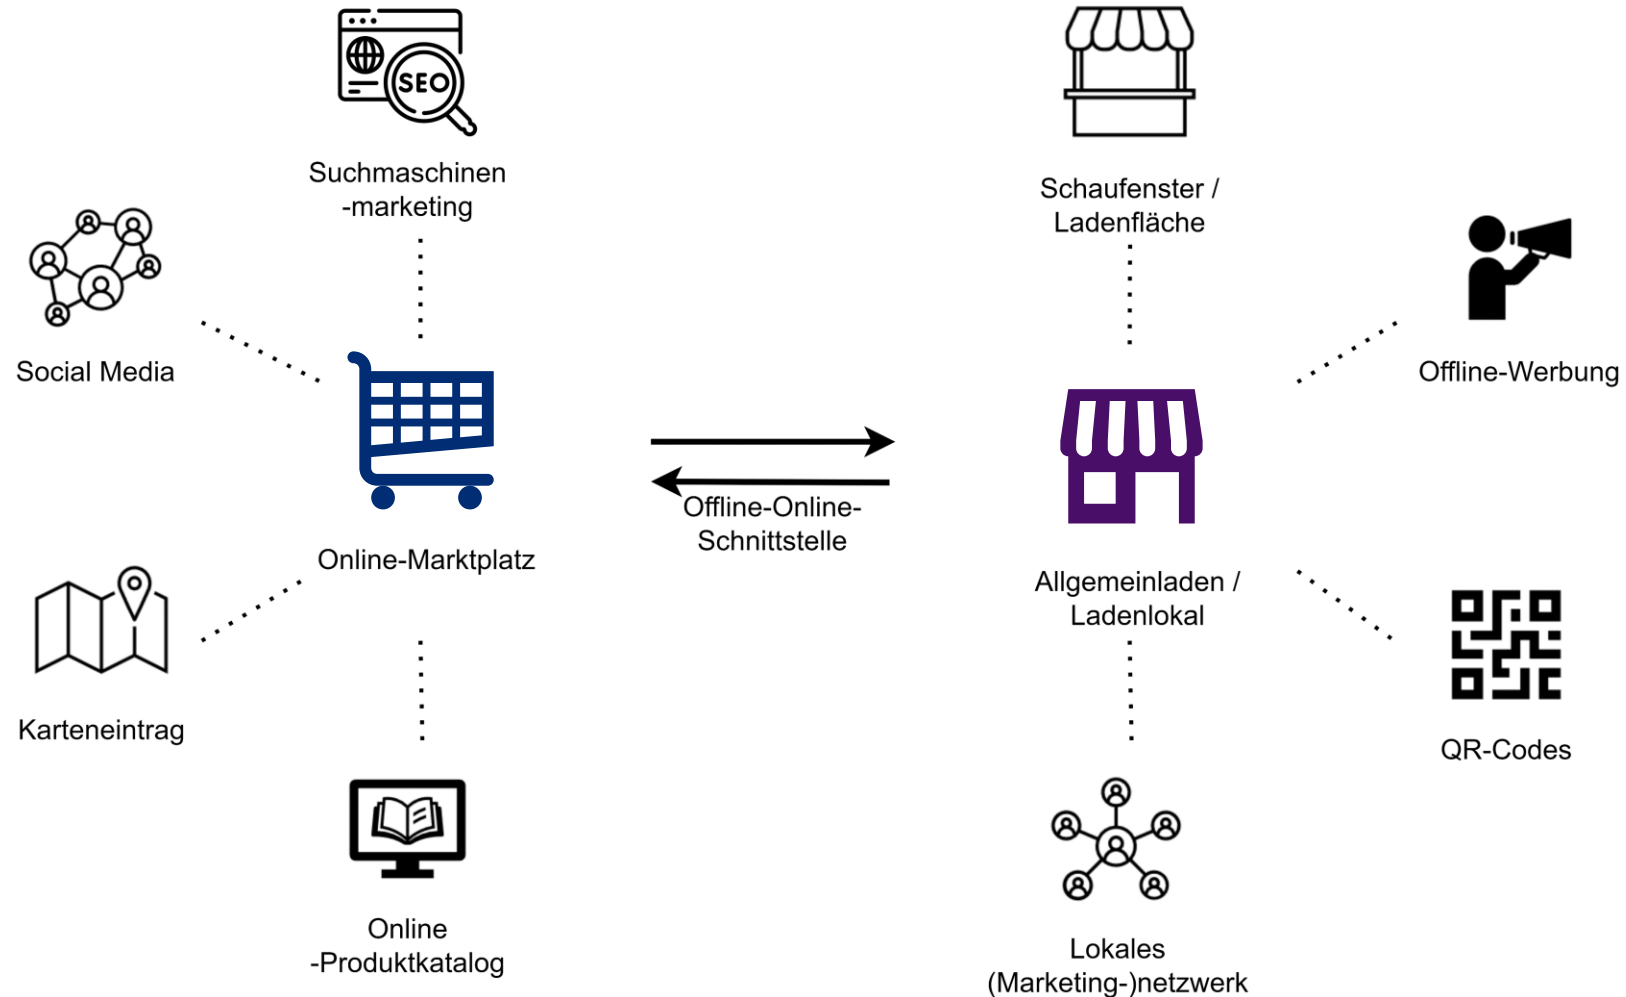 SEO
Suchmaschinen
-marketing
Schaufenster /
Ladenfläche
Social Media
Offline-Werbung
Offline-Online-
Schnittstelle
Online-Marktplatz
Allgemeinladen /
Ladenlokal
Karteneintrag
QR-Codes
Online
-Produktkatalog
Lokales
(Marketing-)netzwerk